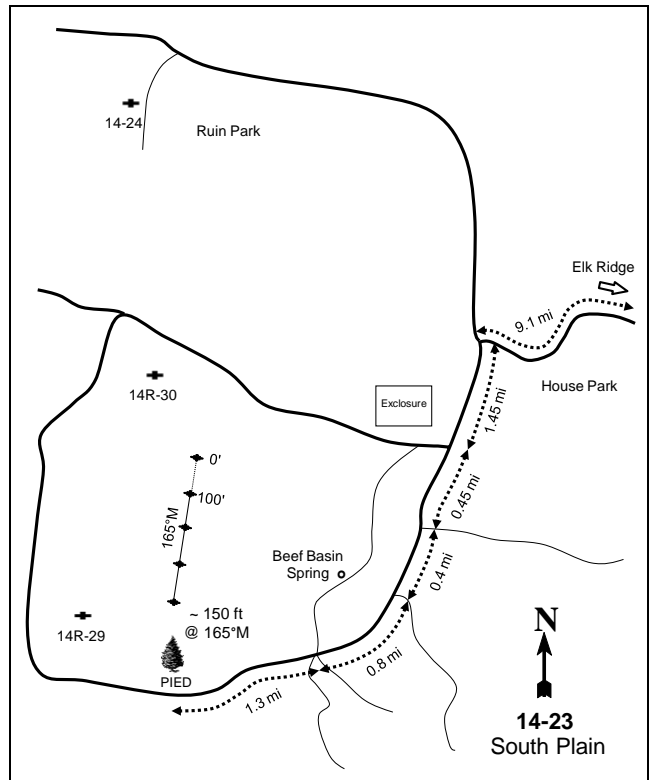 14-24
Ruin Park
Elk Ridge
9.1 mi
House Park
14R-30
Exclosure
1.45 mi
0'
100'
165°M
0.45 mi
Beef Basin
Spring
0.4 mi
~ 150 ft
@ 165°M
14R-29
PIED
0.8 mi
1.3 mi
N
14-23
South Plain